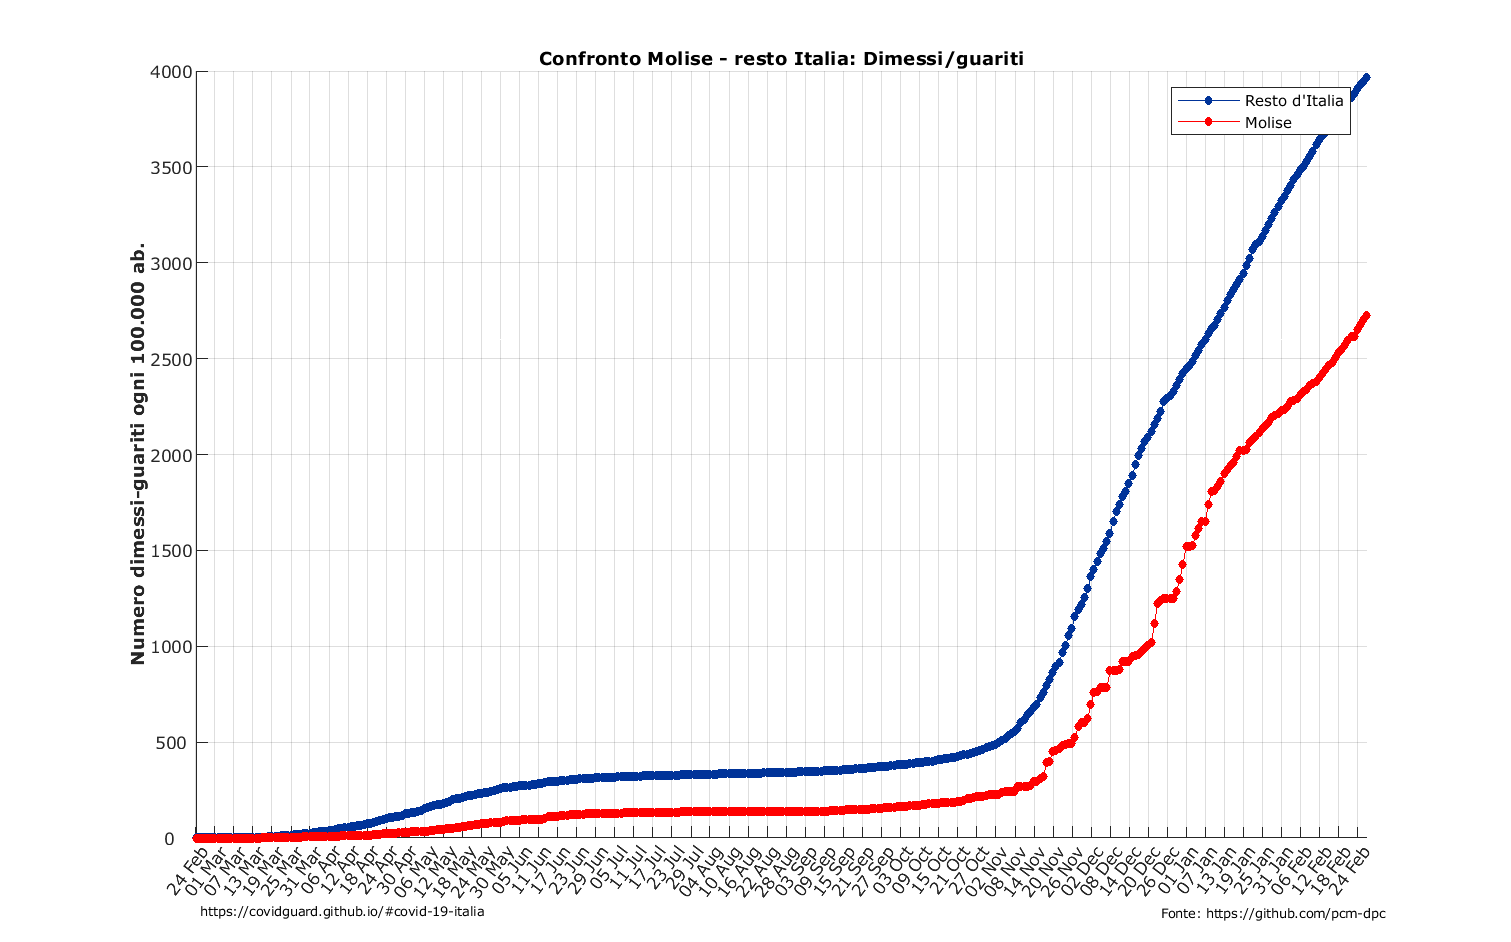 Confronto Molise - resto Italia: Dimessi/guariti
Resto d'Italia
Molise
Numero dimessi-guariti ogni 100.000 ab.
4000
3500
3000
2500
2000
1500
1000
500
0
24 Feb
01 Mar
07 Mar
13 Mar
19 Mar
25 Mar
31 Mar
06 Apr
12 Apr
18 Apr
24 Apr
30 Apr
06 May
12 May
18 May
24 May
30 May
05 Jun
11 Jun
17 Jun
23 Jun
29 Jun
05 Jul
11 Jul
17 Jul
23 Jul
29 Jul
04 Aug
10 Aug
16 Aug
22 Aug
28 Aug
03 Sep
09 Sep
15 Sep
21 Sep
27 Sep
03 Oct
09 Oct
15 Oct
21 Oct
27 Oct
02 Nov
08 Nov
14 Nov
20 Nov
26 Nov
02 Dec
08 Dec
14 Dec
20 Dec
26 Dec
01 Jan
07 Jan
13 Jan
19 Jan
25 Jan
31 Jan
06 Feb
12 Feb
18 Feb
24 Feb
https://covidguard.github.io/#covid-19-italia
Fonte: https://github.com/pcm-dpc